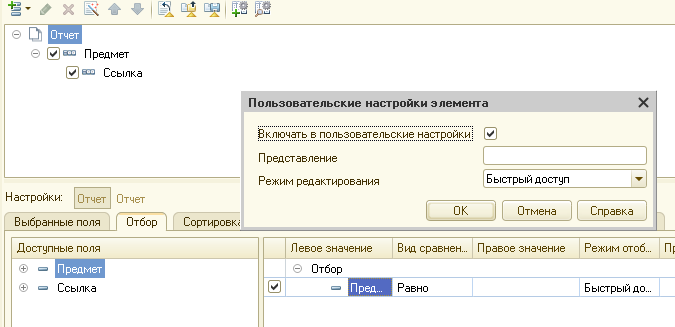 Отчет
Предмет
Ссылка
Пользовательские настройки элемента
Включать в пользовательские настройки
Представление
Режим редактирования
Быстрый доступ
OK
Отмена
Справка
Настройки:
Отчет
Отчет
Выбранные поля
Отбор
Сортировка
Доступные поля
Предмет
Ссылка
Левое значение
Вид сравнен...
Правое значение
Режим отоб...
Пр
Отбор
Пред...
Равно
Быстрый до...